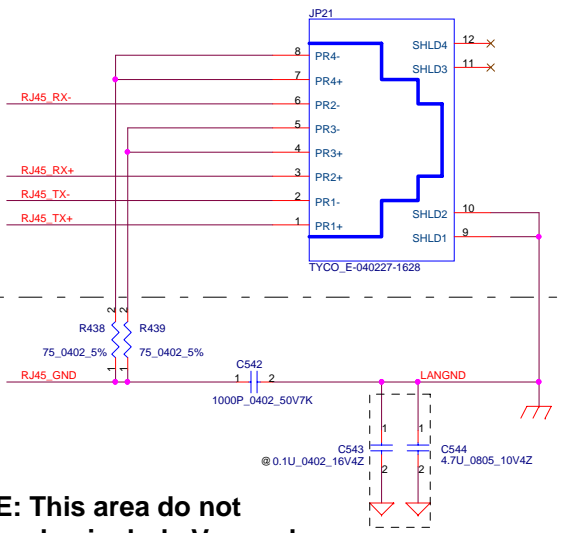 JP21
8 PR4-
7 PR4+
RJ45_RX- 6 PR2-
5 PR3-
4 PR3+
RJ45_RX+ 3 PR2+
RJ45_TX- 2 PR1-
RJ45_TX+ 1 PR1+
SHLD4 12
SHLD3 11
SHLD2 10
SHLD1 9
TYCO_E-040227-1628
2 2
R438 R439
75_0402_5% 75_0402_5%
1 1
RJ45_GND
C542
1 2
1000P_0402_50V7K
LANGND
1 1
C543 C544
@ 0.1U_0402_16V4Z 4.7U_0805_10V4Z
2 2
E: This area do not